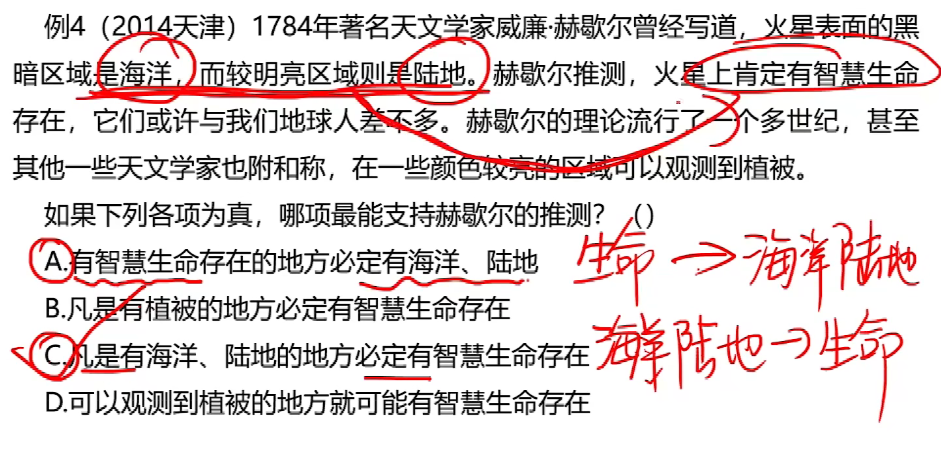 例4（2014天津）1784年著名天文学家威廉·赫歇尔曾经写道，火星表面的黑
暗区域是海洋，而较明亮区域则是陆地。赫歇尔推测，火星上肯定有智慧生命
存在，它们或许与我们地球人差不多。赫歇尔的理论流行了一个多世纪，甚至
其他一些天文学家也附和称，在一些颜色较亮的区域可以观测到植被。
如果下列各项为真，哪项最能支持赫歇尔的推测？（）
A.有智慧生命存在的地方必定有海洋、陆地
生命→海洋陆地
B.凡是有植被的地方必定有智慧生命存在
C.凡是有海洋、陆地的地方必定有智慧生命存在
海洋陆地→生命
D.可以观测到植被的地方就可能有智慧生命存在